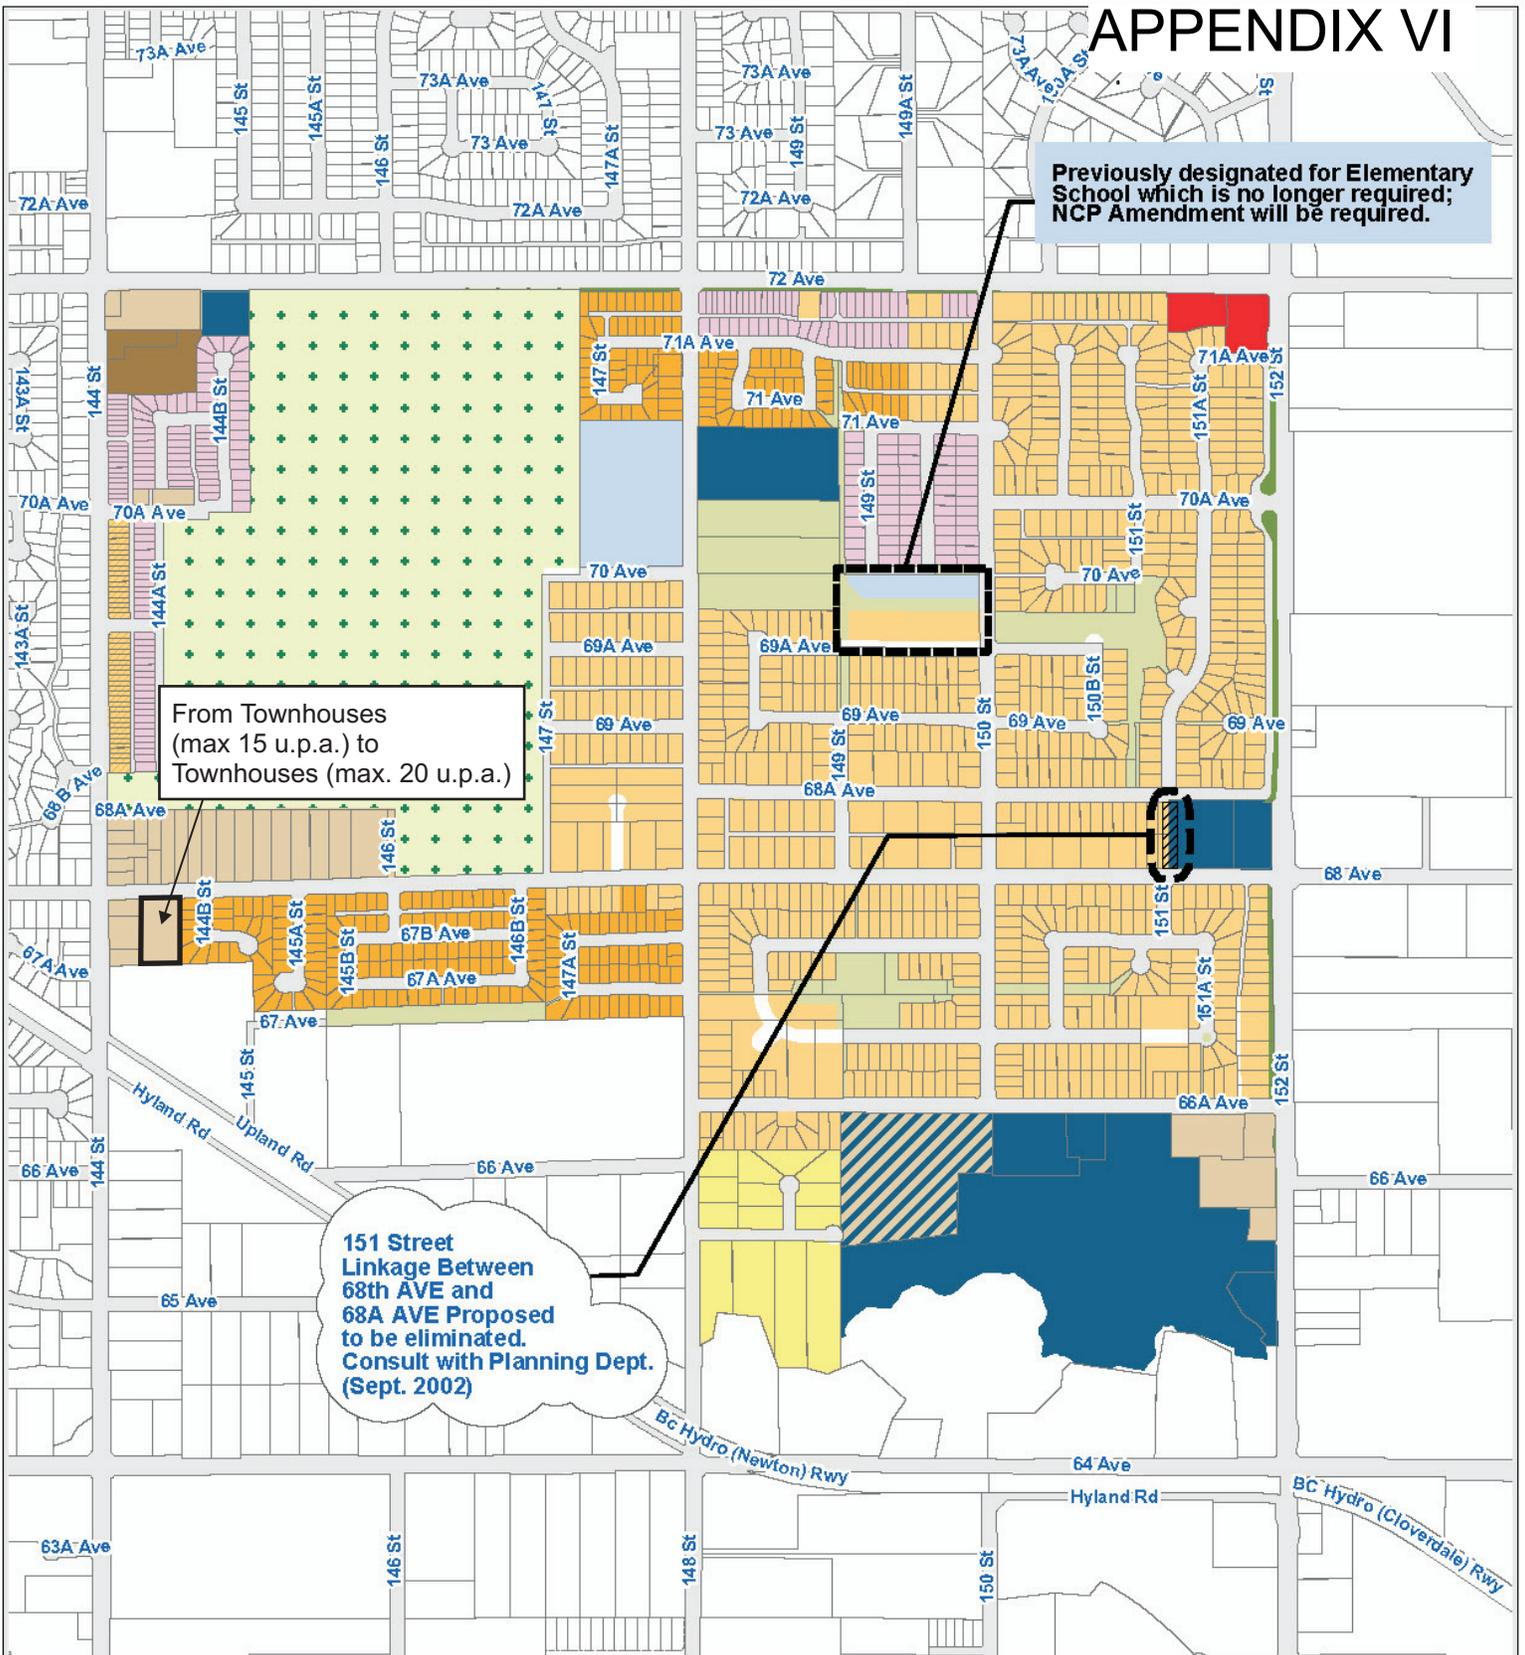 APPENDIX VI
73A Ave
73A Ave
73A Ave
73A Ave
St
145 St
145A St
146 St
147 St
147A St
149 St
149A St
73 Ave
73 Ave
Previously designated for Elementary
School which is no longer required;
NCP Amendment will be required.
72A Ave
72A Ave
72A Ave
72 Ave
71A Ave
71A Ave
143A St
144 St
144B St
147 St
71 Ave
71 Ave
151A St
152 St
149 St
70A Ave
70A Ave
70A Ave
151 St
70 Ave
70 Ave
144A St
143A St
69A Ave
69A Ave
150B St
From Townhouses
(max 15 u.p.a.) to
Townhouses (max. 20 u.p.a.)
147 St
69 Ave
69 Ave
69 Ave
69 Ave
149 St
150 St
68 B Ave
68A Ave
68A Ave
146 St
68 Ave
144B St
145A St
145B St
67B Ave
146B St
67A Ave
147A St
151 St
151A St
67A Ave
67 Ave
145 St
152 St
66A Ave
Hyland Rd
Upland Rd
144 St
66 Ave
66 Ave
66 Ave
151 Street
Linkage Between
68th AVE and
68A AVE Proposed
to be eliminated.
Consult with Planning Dept.
(Sept. 2002)
65 Ave
Bc Hydro (Newton) Rwy
64 Ave
Hyland Rd
BC Hydro (Cloverdale) Rwy
63A Ave
146 St
148 St
150 St